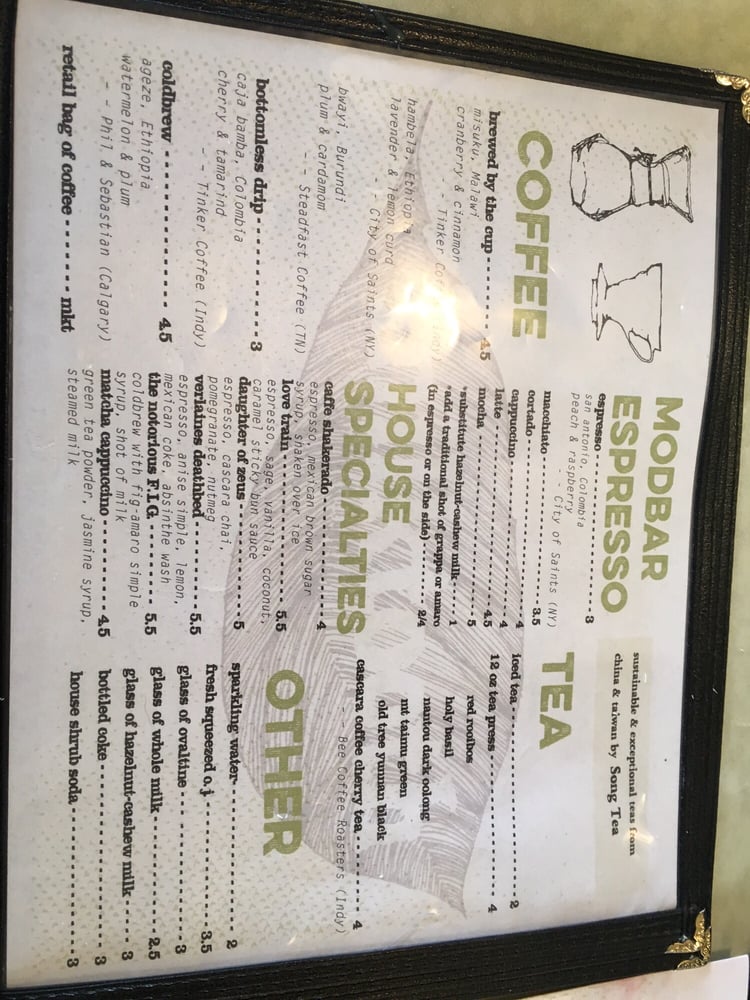 COFFEE
brewed by the cup - - - - - - - - 4.5
misuku, Malawi
cranberry & cinnamon
- - Tinker Coffee (Indy)
hambela, Ethiopia
lavender & lemon curd
- - City of Saints (NY)
bwayi, Burundi
plum & cardamom
- - Steadfast Coffee (TN)
bottomless drip - - - - - - - - - - - 3
caja bamba, Colombia
cherry & tamarind
- - Tinker Coffee (Indy)
coldbrew - - - - - - - - - - - - - - - - 4.5
ageze, Ethiopia
watermelon & plum
- - Phil & Sebastian (Calgary)
retail bag of coffee - - - - - - - mkt
MODBAR
ESPRESSO
espresso - - - - - - - - - - - - - - - - - - - 3
san antonio, Colombia
peach & raspberry
- City of Saints (NY)
macchiato - - - - - - - - - - - - - - - - - 3.5
cortado - - - - - - - - - - - - - - - - - - - - 4
cappuccino - - - - - - - - - - - - - - - - - 4
latte - - - - - - - - - - - - - - - - - - - - - - 4.5
mocha - - - - - - - - - - - - - - - - - - - - - 5
*substitute hazelnut-cashew milk - - - - 1
*add a traditional shot of grappa or amaro
(in espresso or on the side) - - - - - - - 2/4
HOUSE
SPECIALTIES
caffe shakerado - - - - - - - - - - - - - - - 4
espresso, mexican brown sugar
syrup, shaken over ice
love train - - - - - - - - - - - - - - - - - - 5.5
espresso, sage, vanilla, coconut,
caramel sticky bun sauce
daughter of zeus - - - - - - - - - - - - - - 5
espresso, cascara chai,
pomegranate, nutmeg
verlaines deathbed - - - - - - - - - - - - 5.5
espresso, anise simple, lemon,
mexican coke, absinthe wash
the notorious F.I.G. - - - - - - - - - - - 5.5
coldbrew with fig-amaro simple
syrup, shot of milk
matcha cappuccino - - - - - - - - - - - - 4.5
green tea powder, jasmine syrup,
steamed milk
sustainable & exceptional teas from
china & taiwan by Song Tea
TEA
iced tea - - - - - - - - - - - - - - - - - - - 2
12 oz tea press - - - - - - - - - - - - - - 4
red rooibos
holy basil
nantou dark oolong
mt taimu green
old tree yunnan black
cascara coffee cherry tea - - - - - - - - 4
- - Bee Coffee Roasters (Indy)
OTHER
sparkling water - - - - - - - - - - - - - - 2
fresh squeezed o.j. - - - - - - - - - - - 3.5
glass of ovaltine - - - - - - - - - - - - - 3
glass of whole milk - - - - - - - - - - - 2.5
glass of hazelnut-cashew milk - - - - - 3
bottled coke - - - - - - - - - - - - - - - - 3
house shrub soda - - - - - - - - - - - - - 3